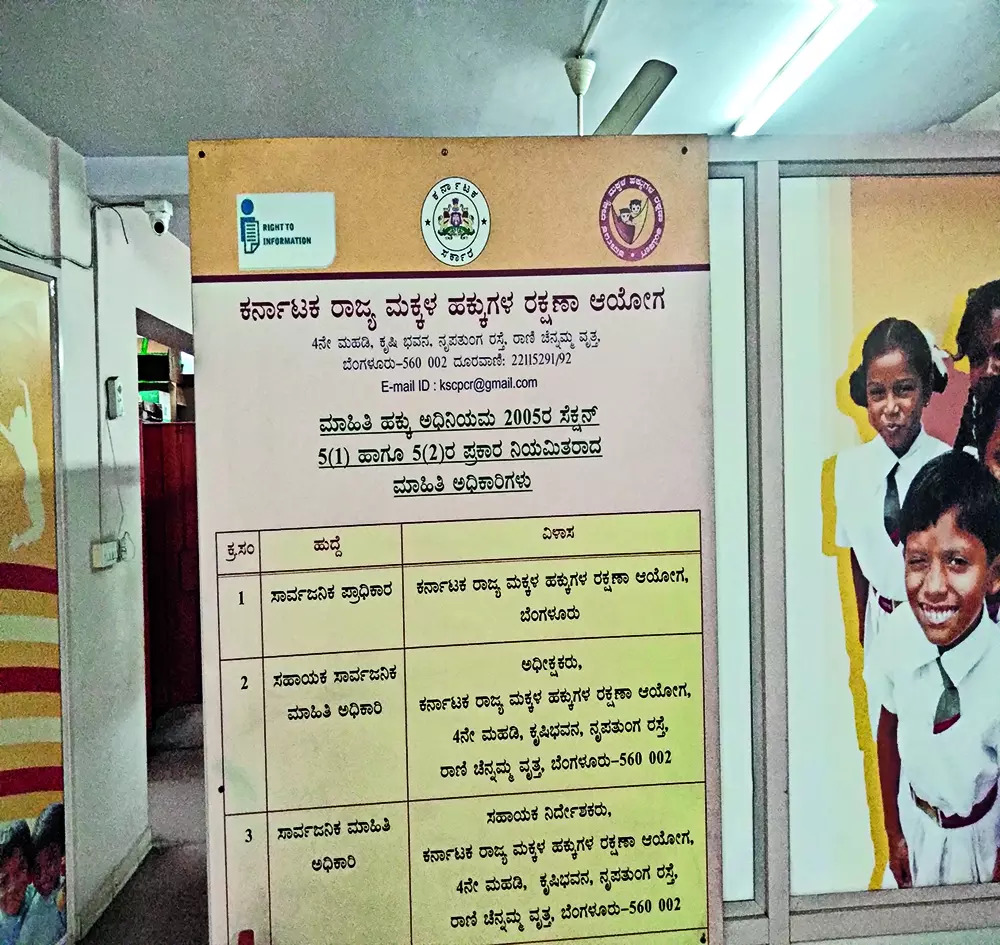 RIGHT TO
INFORMATION
ಕರ್ನಾಟಕ
ಸರ್ಕಾರ
ಕರ್ನಾಟಕ ರಾಜ್ಯ ಮಕ್ಕಳ ಹಕ್ಕುಗಳ ರಕ್ಷಣಾ ಆಯೋಗ
4ನೇ ಮಹಡಿ, ಕೃಷಿ ಭವನ, ನೃಪತುಂಗ ರಸ್ತೆ, ರಾಣಿ ಚೆನ್ನಮ್ಮ ವೃತ್ತ,
ಬೆಂಗಳೂರು-560 002 ದೂರವಾಣಿ: 22115291/92
E-mail ID : kscpcr@gmail.com
ಮಾಹಿತಿ ಹಕ್ಕು ಅಧಿನಿಯಮ 2005ರ ಸೆಕ್ಷನ್
5(1) ಹಾಗೂ 5(2)ರ ಪ್ರಕಾರ ನಿಯಮಿತರಾದ
ಮಾಹಿತಿ ಅಧಿಕಾರಿಗಳು
ಕ್ರ.ಸಂ ಹುದ್ದೆ ವಿಳಾಸ
1 ಸಾರ್ವಜನಿಕ ಪ್ರಾಧಿಕಾರ ಕರ್ನಾಟಕ ರಾಜ್ಯ ಮಕ್ಕಳ ಹಕ್ಕುಗಳ ರಕ್ಷಣಾ ಆಯೋಗ,
ಬೆಂಗಳೂರು
2 ಸಹಾಯಕ ಸಾರ್ವಜನಿಕ
ಮಾಹಿತಿ ಅಧಿಕಾರಿ
ಅಧೀಕ್ಷಕರು,
ಕರ್ನಾಟಕ ರಾಜ್ಯ ಮಕ್ಕಳ ಹಕ್ಕುಗಳ ರಕ್ಷಣಾ ಆಯೋಗ,
4ನೇ ಮಹಡಿ, ಕೃಷಿಭವನ, ನೃಪತುಂಗ ರಸ್ತೆ,
ರಾಣಿ ಚೆನ್ನಮ್ಮ ವೃತ್ತ, ಬೆಂಗಳೂರು-560 002
3 ಸಾರ್ವಜನಿಕ ಮಾಹಿತಿ
ಅಧಿಕಾರಿ
ಸಹಾಯಕ ನಿರ್ದೇಶಕರು,
ಕರ್ನಾಟಕ ರಾಜ್ಯ ಮಕ್ಕಳ ಹಕ್ಕುಗಳ ರಕ್ಷಣಾ ಆಯೋಗ,
4ನೇ ಮಹಡಿ, ಕೃಷಿಭವನ, ನೃಪತುಂಗ ರಸ್ತೆ,
ರಾಣಿ ಚೆನ್ನಮ್ಮ ವೃತ್ತ, ಬೆಂಗಳೂರು-560 002